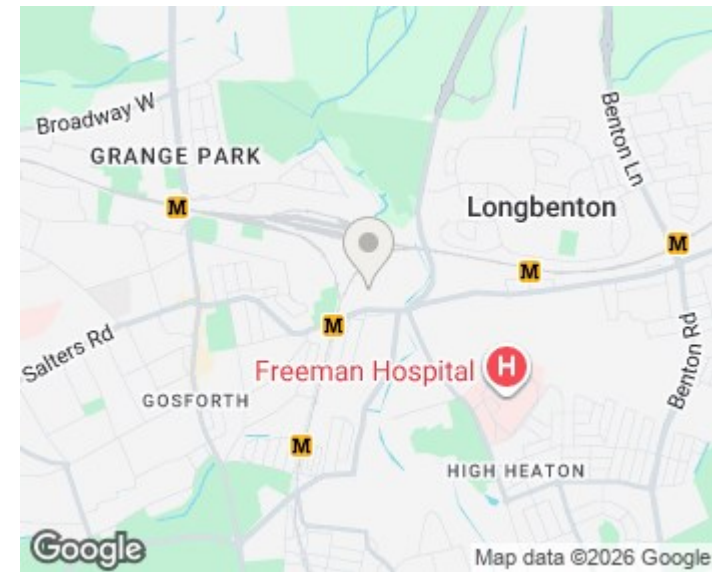 Broadway W
GRANGE PARK
M
Benton Ln
Longbenton
M
M
M
Salters Rd
Freeman Hospital
H
Benton Rd
GOSFORTH
M
HIGH HEATON
Google
Map data ©2026 Google